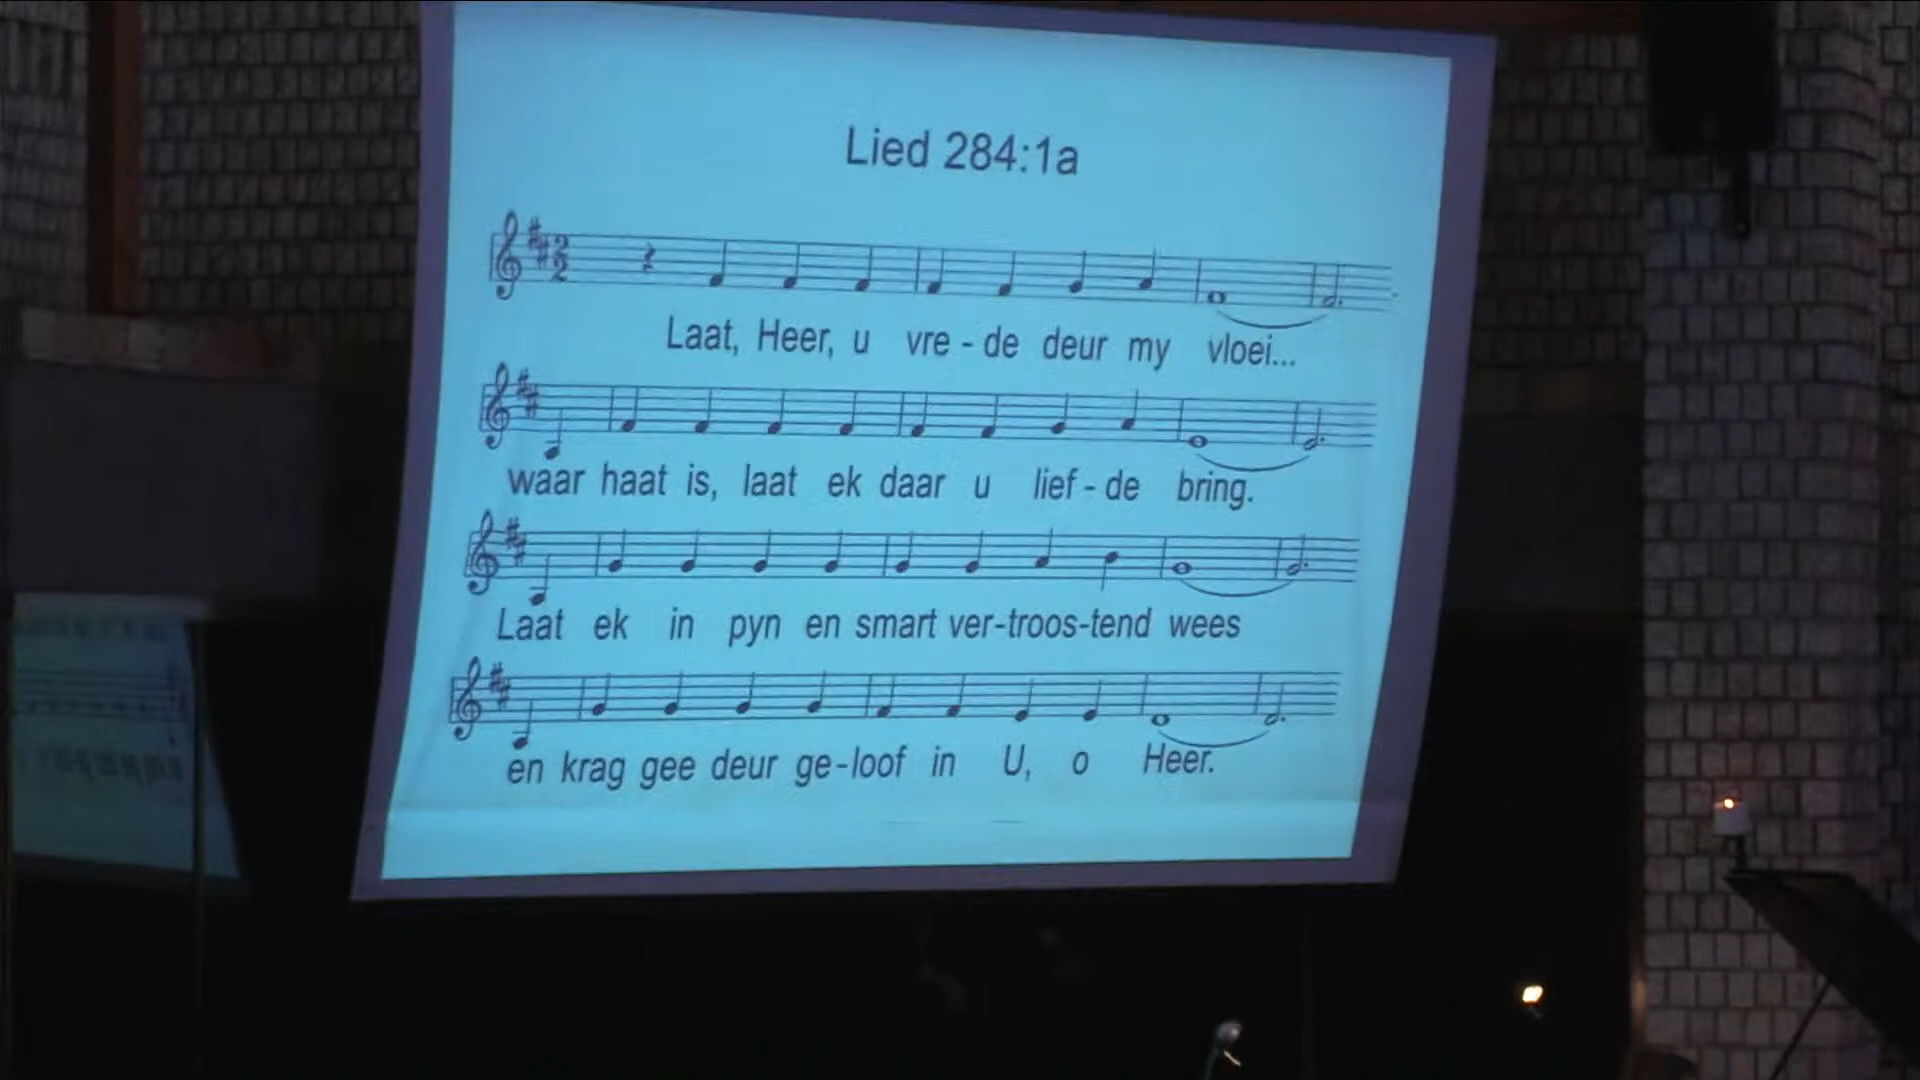 Lied 284:1a
Laat, Heer, u vre - de deur my vloei...
waar haat is, laat ek daar u lief - de bring.
Laat ek in pyn en smart ver-troos-tend wees
en krag gee deur ge-loof in U, o Heer.